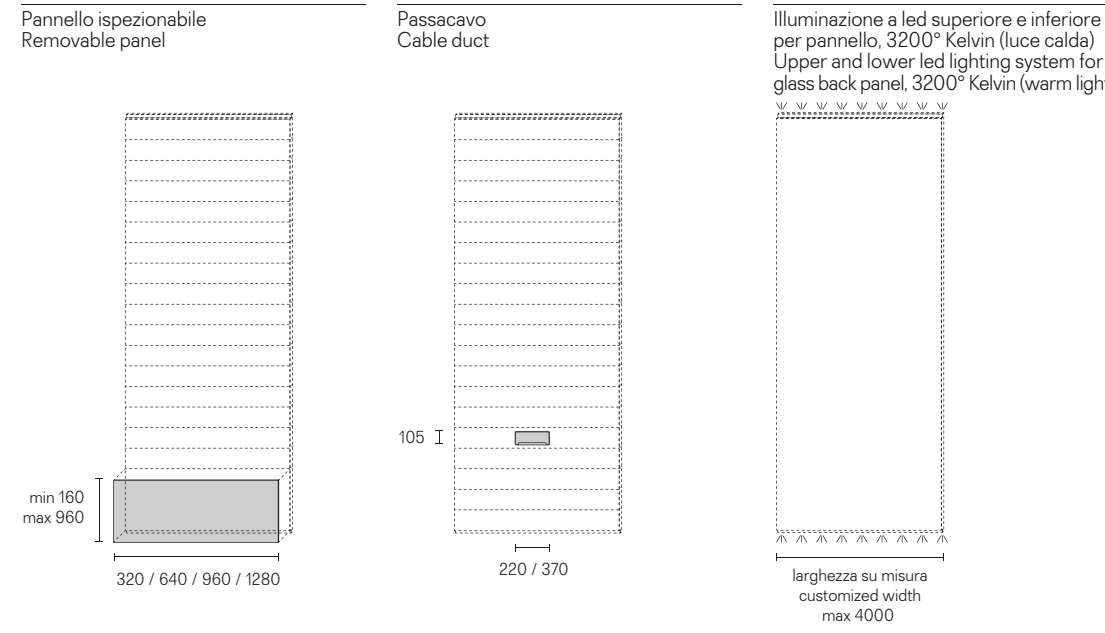 Pannello ispezionabile
Removable panel
min 160
max 960
320 / 640 / 960 / 1280
Passacavo
Cable duct
105
220 / 370
Illuminazione a led superiore e inferiore
per pannello, 3200° Kelvin (luce calda)
Upper and lower led lighting system for
glass back panel, 3200° Kelvin (warm ligh
larghezza su misura
customized width
max 4000